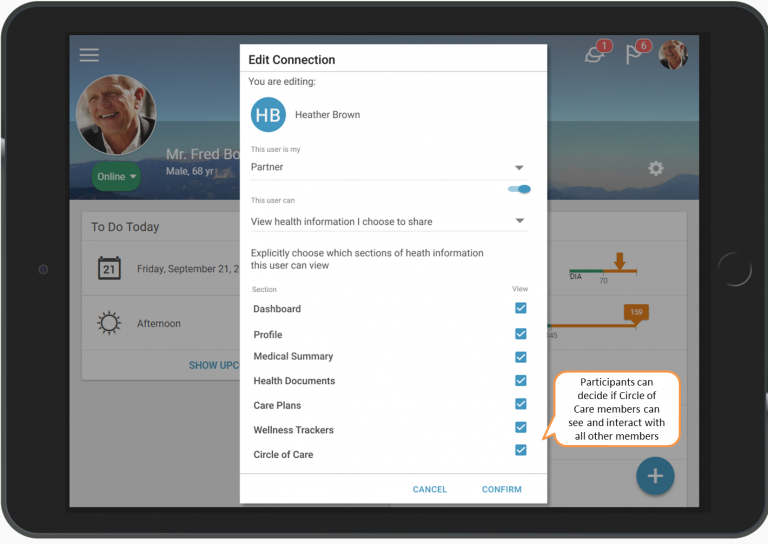 Edit Connection
1
6
You are editing:
HB
Heather Brown
This user is my
Mr. Fred Bo
Partner
Male, 68 yr
Online
This user can
View health information I choose to share
To Do Today
Explicitly choose which sections of heath information
this user can view
21
Friday, September 21, 2
DIA
70
Section
View
Dashboard
159
Afternoon
Profile
145
Medical Summary
SHOW UPC
Health Documents
Care Plans
Wellness Trackers
Circle of Care
Participants can
decide if Circle of
Care members can
see and interact with
all other members
+
CANCEL
CONFIRM